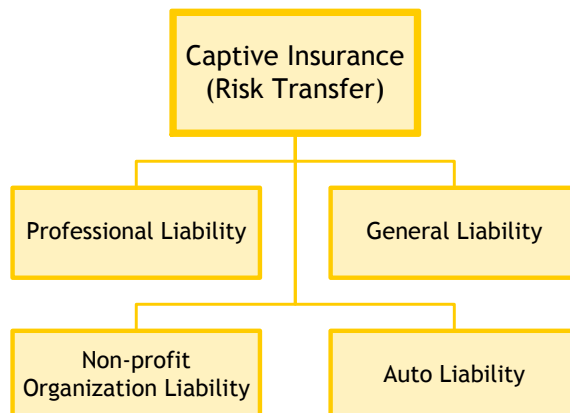 Captive Insurance
(Risk Transfer)
Professional Liability
General Liability
Non-profit
Organization Liability
Auto Liability